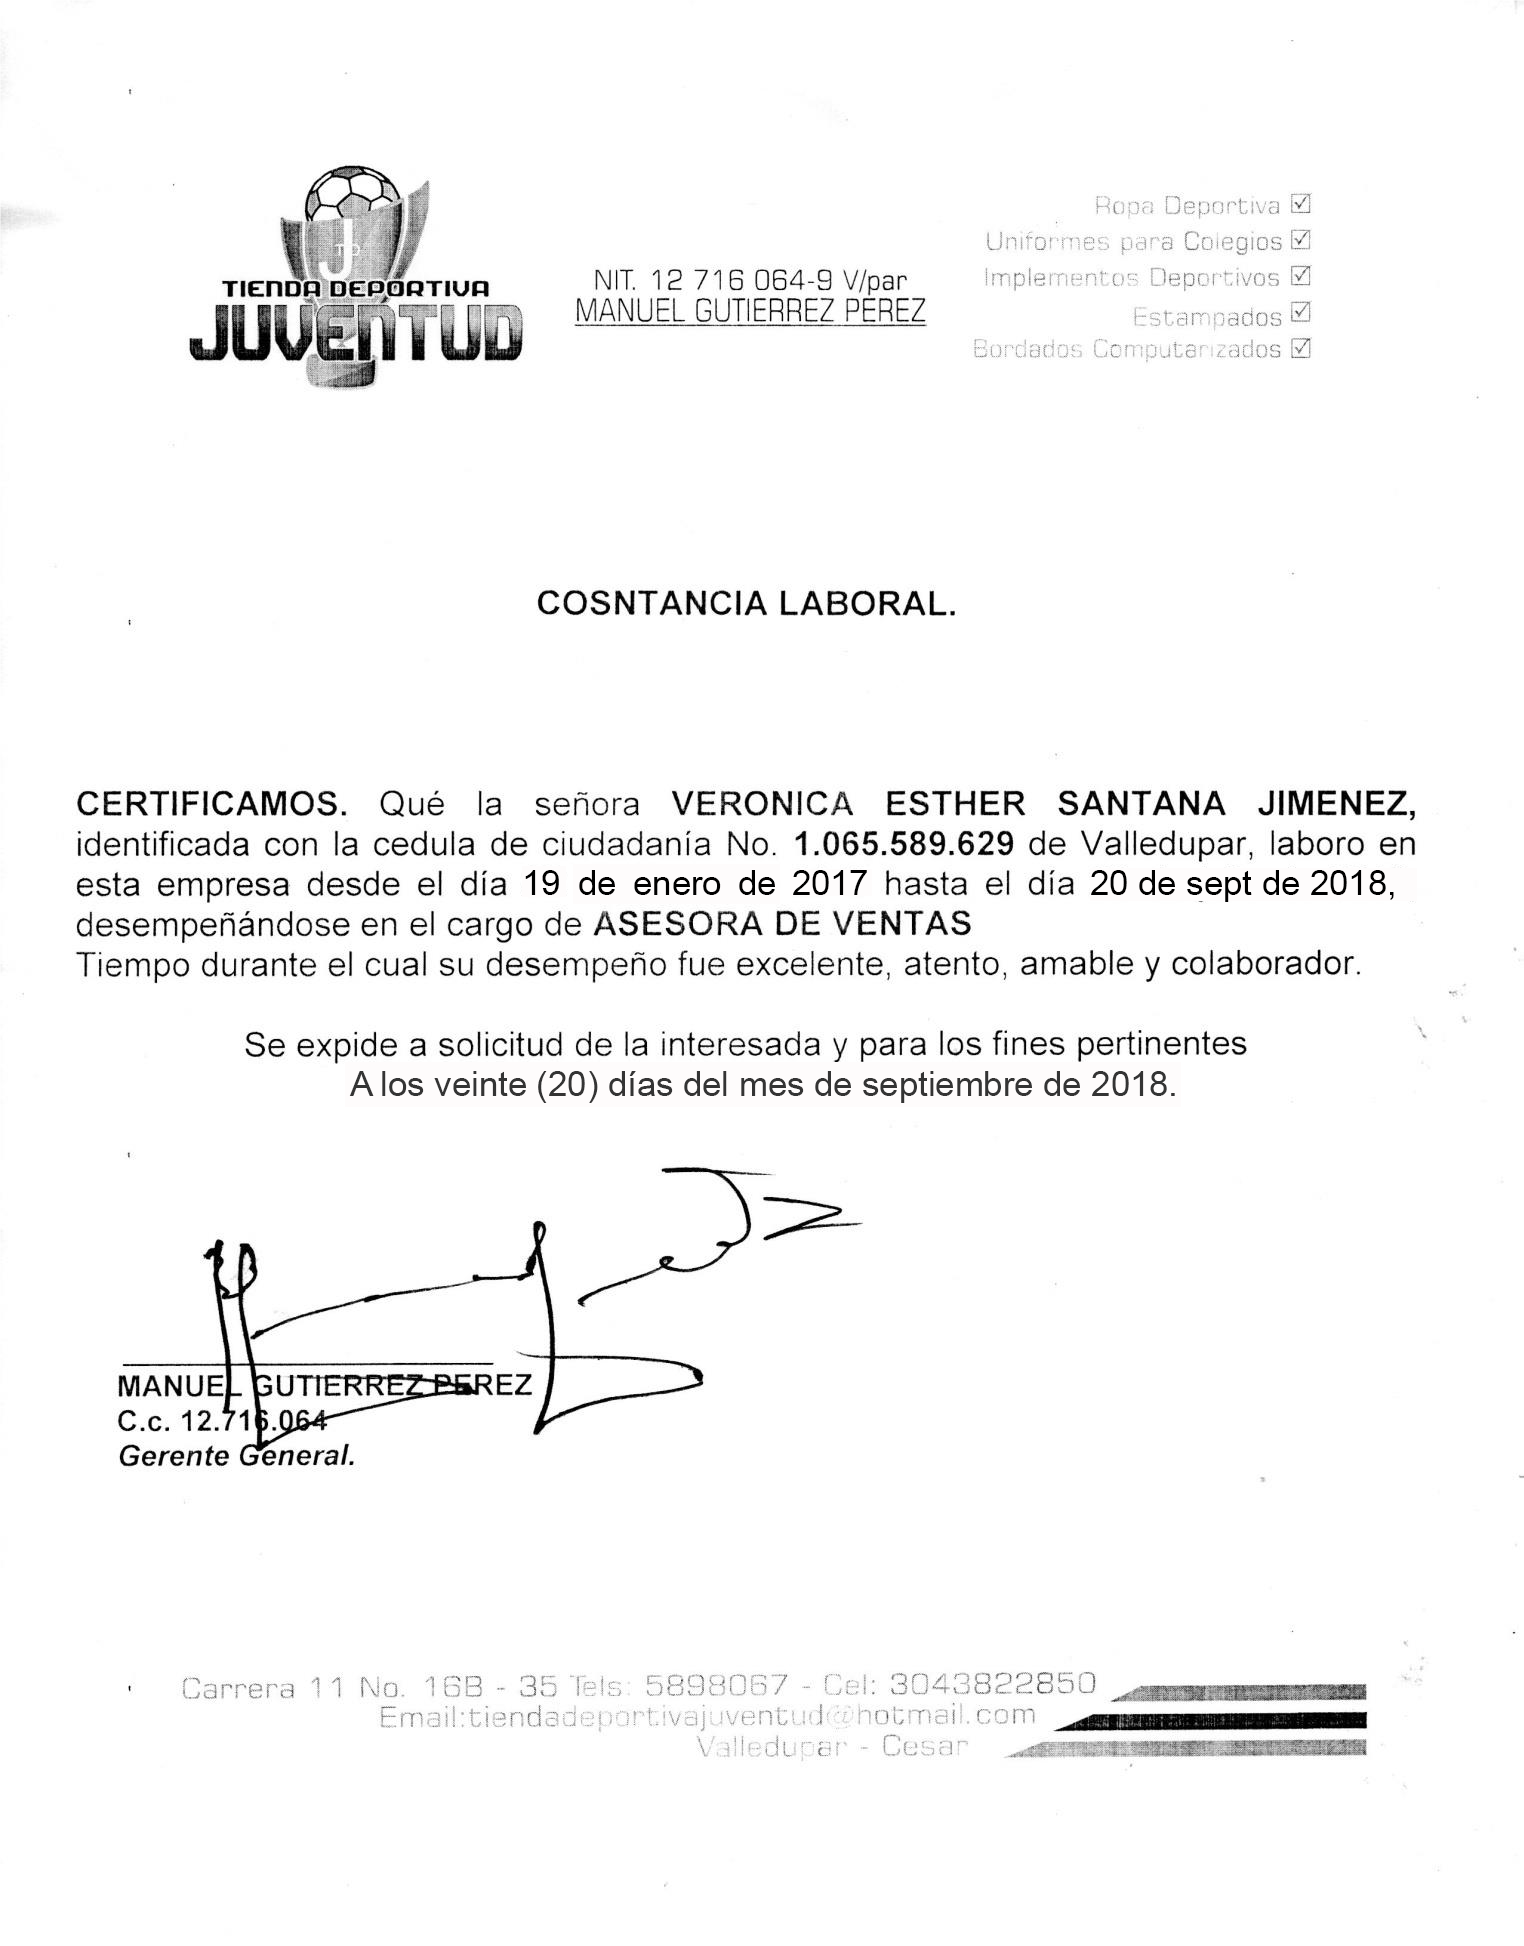 J
TD
TIENDA DEPORTIVA
JUVENTUD
NIT. 12 716 064-9 V/par
MANUEL GUTIERREZ PEREZ
Ropa Deportiva ☑
Uniformes para Colegios ☑
Implementos Deportivos ☑
Estampados ☑
Bordados Computarizados ☑
COSNTANCIA LABORAL.
CERTIFICAMOS. Qué la señora VERONICA ESTHER SANTANA JIMENEZ,
identificada con la cedula de ciudadanía No. 1.065.589.629 de Valledupar, laboro en
esta empresa desde el día 19 de enero de 2017 hasta el día 20 de sept de 2018,
desempeñándose en el cargo de ASESORA DE VENTAS
Tiempo durante el cual su desempeño fue excelente, atento, amable y colaborador.
Se expide a solicitud de la interesada y para los fines pertinentes
A los veinte (20) días del mes de septiembre de 2018.
MANUEL GUTIERREZ PEREZ
C.c. 12.716.064
Gerente General.
Carrera 11 No. 16B - 35 Tels: 5898067 - Cel: 3043822850
Email:tiendadeportivajuventud@hotmail.com
Valledupar - Cesar